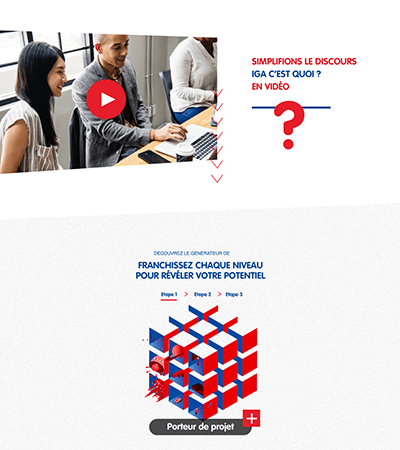 SIMPLIFIONS LE DISCOURS
IGA C'EST QUOI ?
EN VIDÉO
?
DÉCOUVREZ LE GÉNÉRATEUR DE
FRANCHISSEZ CHAQUE NIVEAU
POUR RÉVÉLER VOTRE POTENTIEL
Etape 1 > Etape 2 > Etape 3
Porteur de projet +